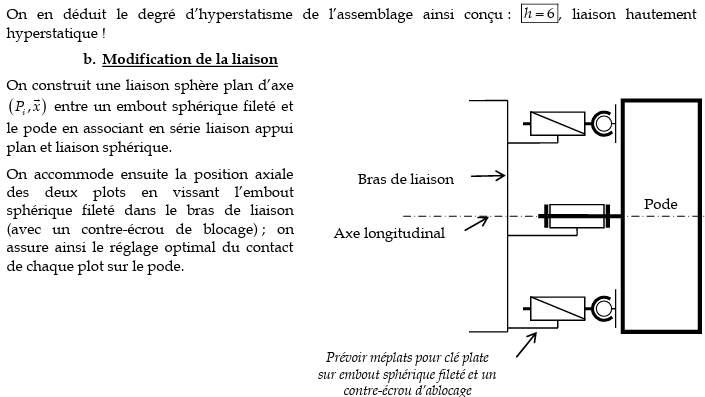 On en déduit le degré d’hyperstatisme de l’assemblage ainsi conçu : h = 6, liaison hautement
hyperstatique !
b. Modification de la liaison
On construit une liaison sphère plan d’axe
(Pᵢ, x⃗) entre un embout sphérique fileté et
le pode en associant en série liaison appui
plan et liaison sphérique.
On accommode ensuite la position axiale
des deux plots en vissant l’embout
sphérique fileté dans le bras de liaison
(avec un contre-écrou de blocage) ; on
assure ainsi le réglage optimal du contact
de chaque plot sur le pode.
Bras de liaison
Pode
Axe longitudinal
Prévoir méplats pour clé plate
sur embout sphérique fileté et un
contre-écrou d’ablocage